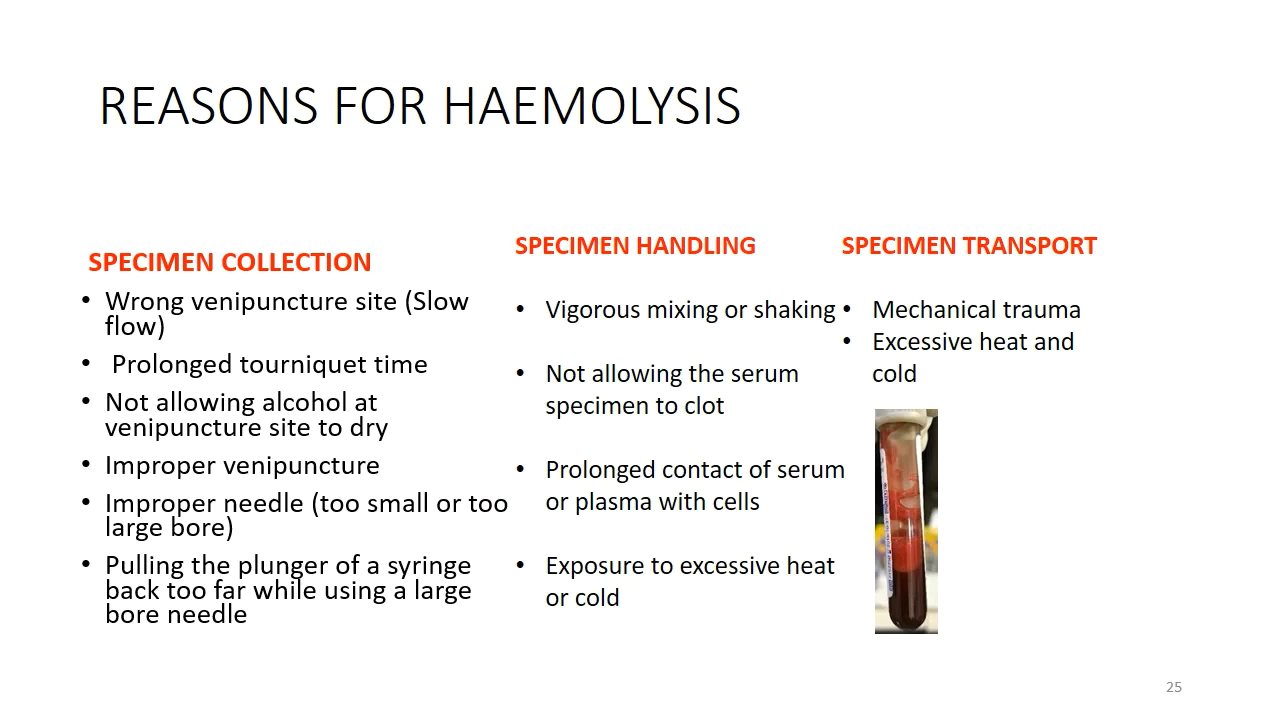 REASONS FOR HAEMOLYSIS
SPECIMEN COLLECTION
• Wrong venipuncture site (Slow
flow)
• Prolonged tourniquet time
• Not allowing alcohol at
venipuncture site to dry
• Improper venipuncture
• Improper needle (too small or too
large bore)
• Pulling the plunger of a syringe
back too far while using a large
bore needle
SPECIMEN HANDLING
• Vigorous mixing or shaking
• Not allowing the serum
specimen to clot
• Prolonged contact of serum
or plasma with cells
• Exposure to excessive heat
or cold
SPECIMEN TRANSPORT
• Mechanical trauma
• Excessive heat and
cold
25